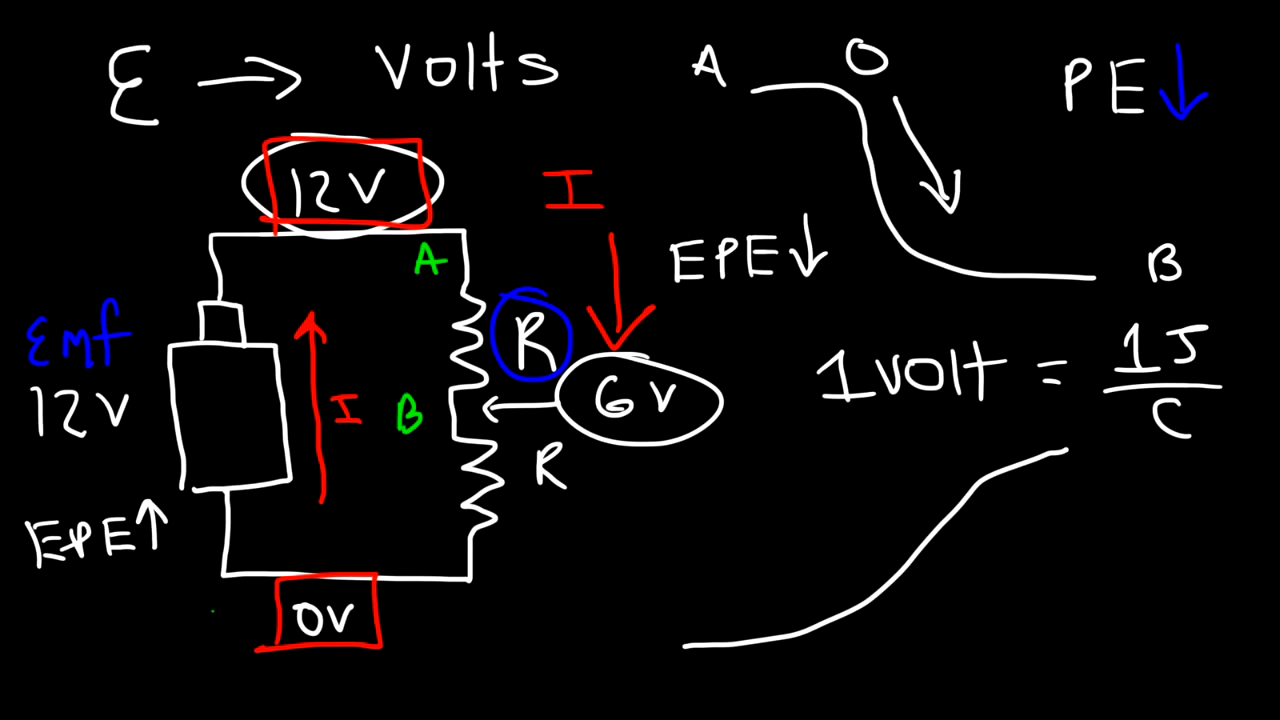 ε → Volts
A
O
PE↓
12V
I
A
EPE↓
B
Emf
12V
I
B
R
6V
1 Volt = 1J/C
R
EPE↑
0V